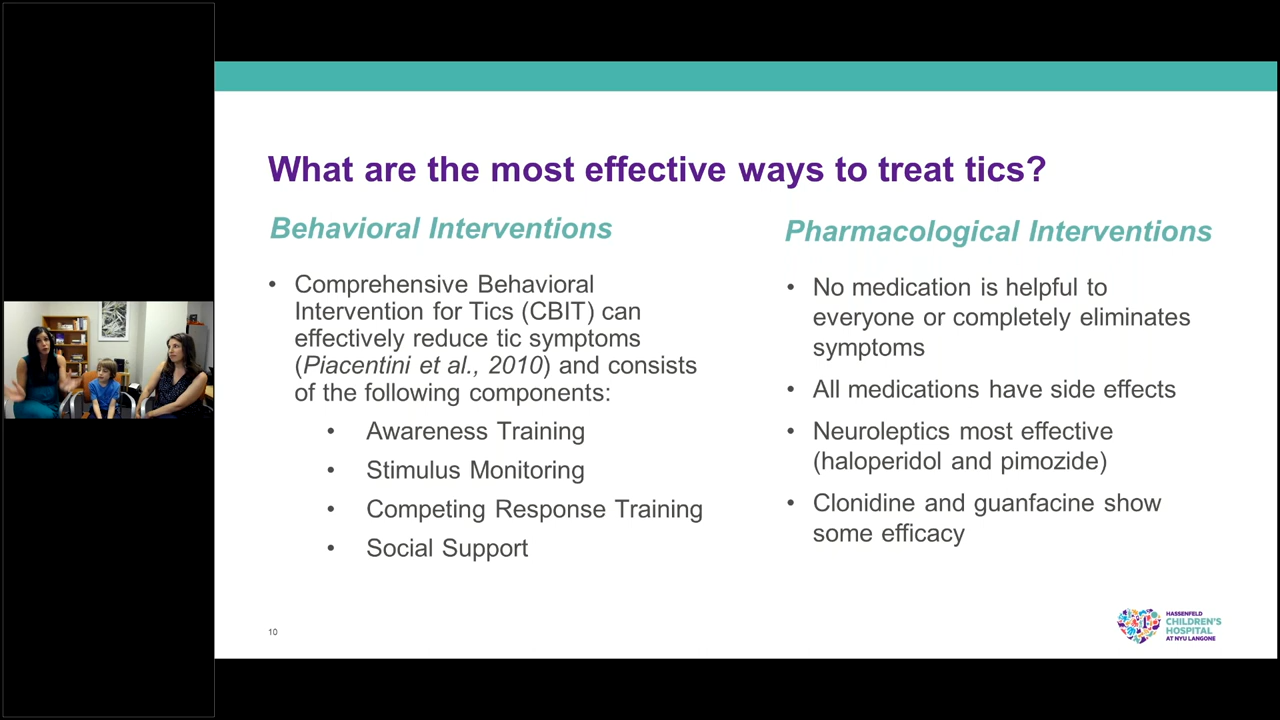 What are the most effective ways to treat tics?
Behavioral Interventions
• Comprehensive Behavioral
Intervention for Tics (CBIT) can
effectively reduce tic symptoms
(Piacentini et al., 2010) and consists
of the following components:
• Awareness Training
• Stimulus Monitoring
• Competing Response Training
• Social Support
Pharmacological Interventions
• No medication is helpful to
everyone or completely eliminates
symptoms
• All medications have side effects
• Neuroleptics most effective
(haloperidol and pimozide)
• Clonidine and guanfacine show
some efficacy
10
HASSENFELD
CHILDREN'S
HOSPITAL
AT NYU LANGONE